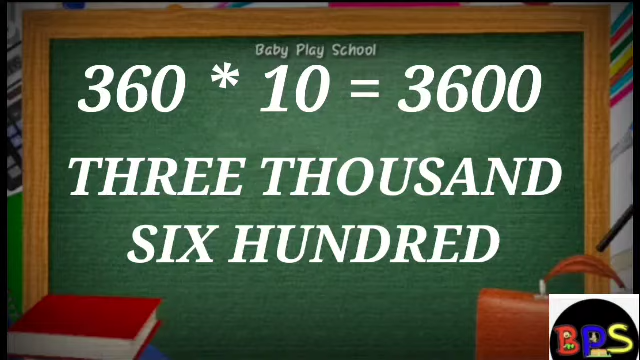 Baby Play School
360 * 10 = 3600
THREE THOUSAND
SIX HUNDRED
BPS